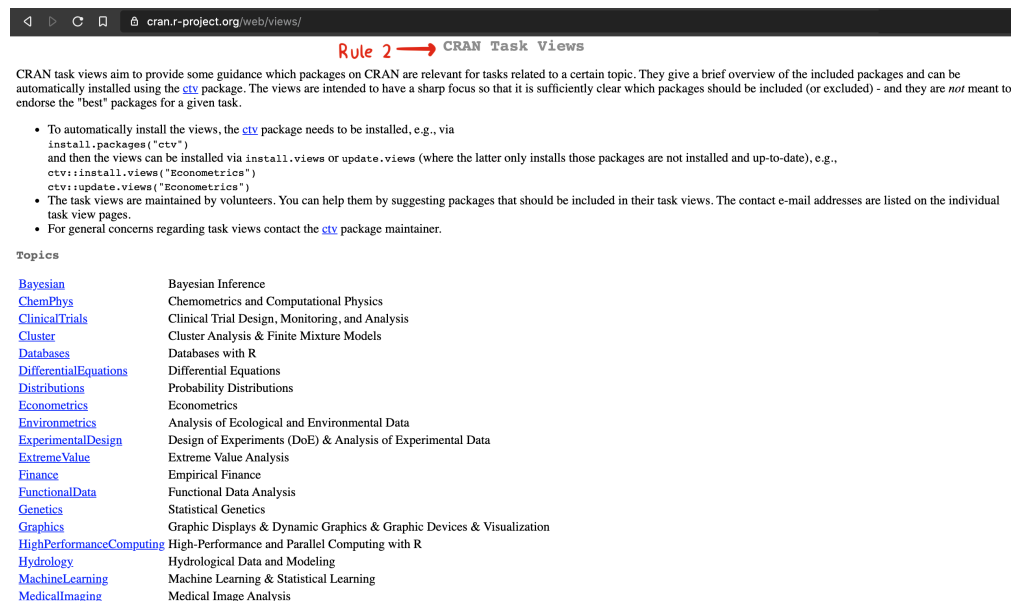 cran.r-project.org/web/views/
Rule 2
CRAN Task Views
CRAN task views aim to provide some guidance which packages on CRAN are relevant for tasks related to a certain topic. They give a brief overview of the included packages and can be
automatically installed using the ctv package. The views are intended to have a sharp focus so that it is sufficiently clear which packages should be included (or excluded) - and they are not meant to
endorse the "best" packages for a given task.
• To automatically install the views, the ctv package needs to be installed, e.g., via
install.packages("ctv")
and then the views can be installed via install.views or update.views (where the latter only installs those packages are not installed and up-to-date), e.g.,
ctv::install.views("Econometrics")
ctv::update.views("Econometrics")
• The task views are maintained by volunteers. You can help them by suggesting packages that should be included in their task views. The contact e-mail addresses are listed on the individual
task view pages.
• For general concerns regarding task views contact the ctv package maintainer.
Topics
Bayesian Bayesian Inference
ChemPhys Chemometrics and Computational Physics
ClinicalTrials Clinical Trial Design, Monitoring, and Analysis
Cluster Cluster Analysis & Finite Mixture Models
Databases Databases with R
DifferentialEquations Differential Equations
Distributions Probability Distributions
Econometrics Econometrics
Environmetrics Analysis of Ecological and Environmental Data
ExperimentalDesign Design of Experiments (DoE) & Analysis of Experimental Data
ExtremeValue Extreme Value Analysis
Finance Empirical Finance
FunctionalData Functional Data Analysis
Genetics Statistical Genetics
Graphics Graphic Displays & Dynamic Graphics & Graphic Devices & Visualization
HighPerformanceComputing High-Performance and Parallel Computing with R
Hydrology Hydrological Data and Modeling
MachineLearning Machine Learning & Statistical Learning
MedicalImaging Medical Image Analysis